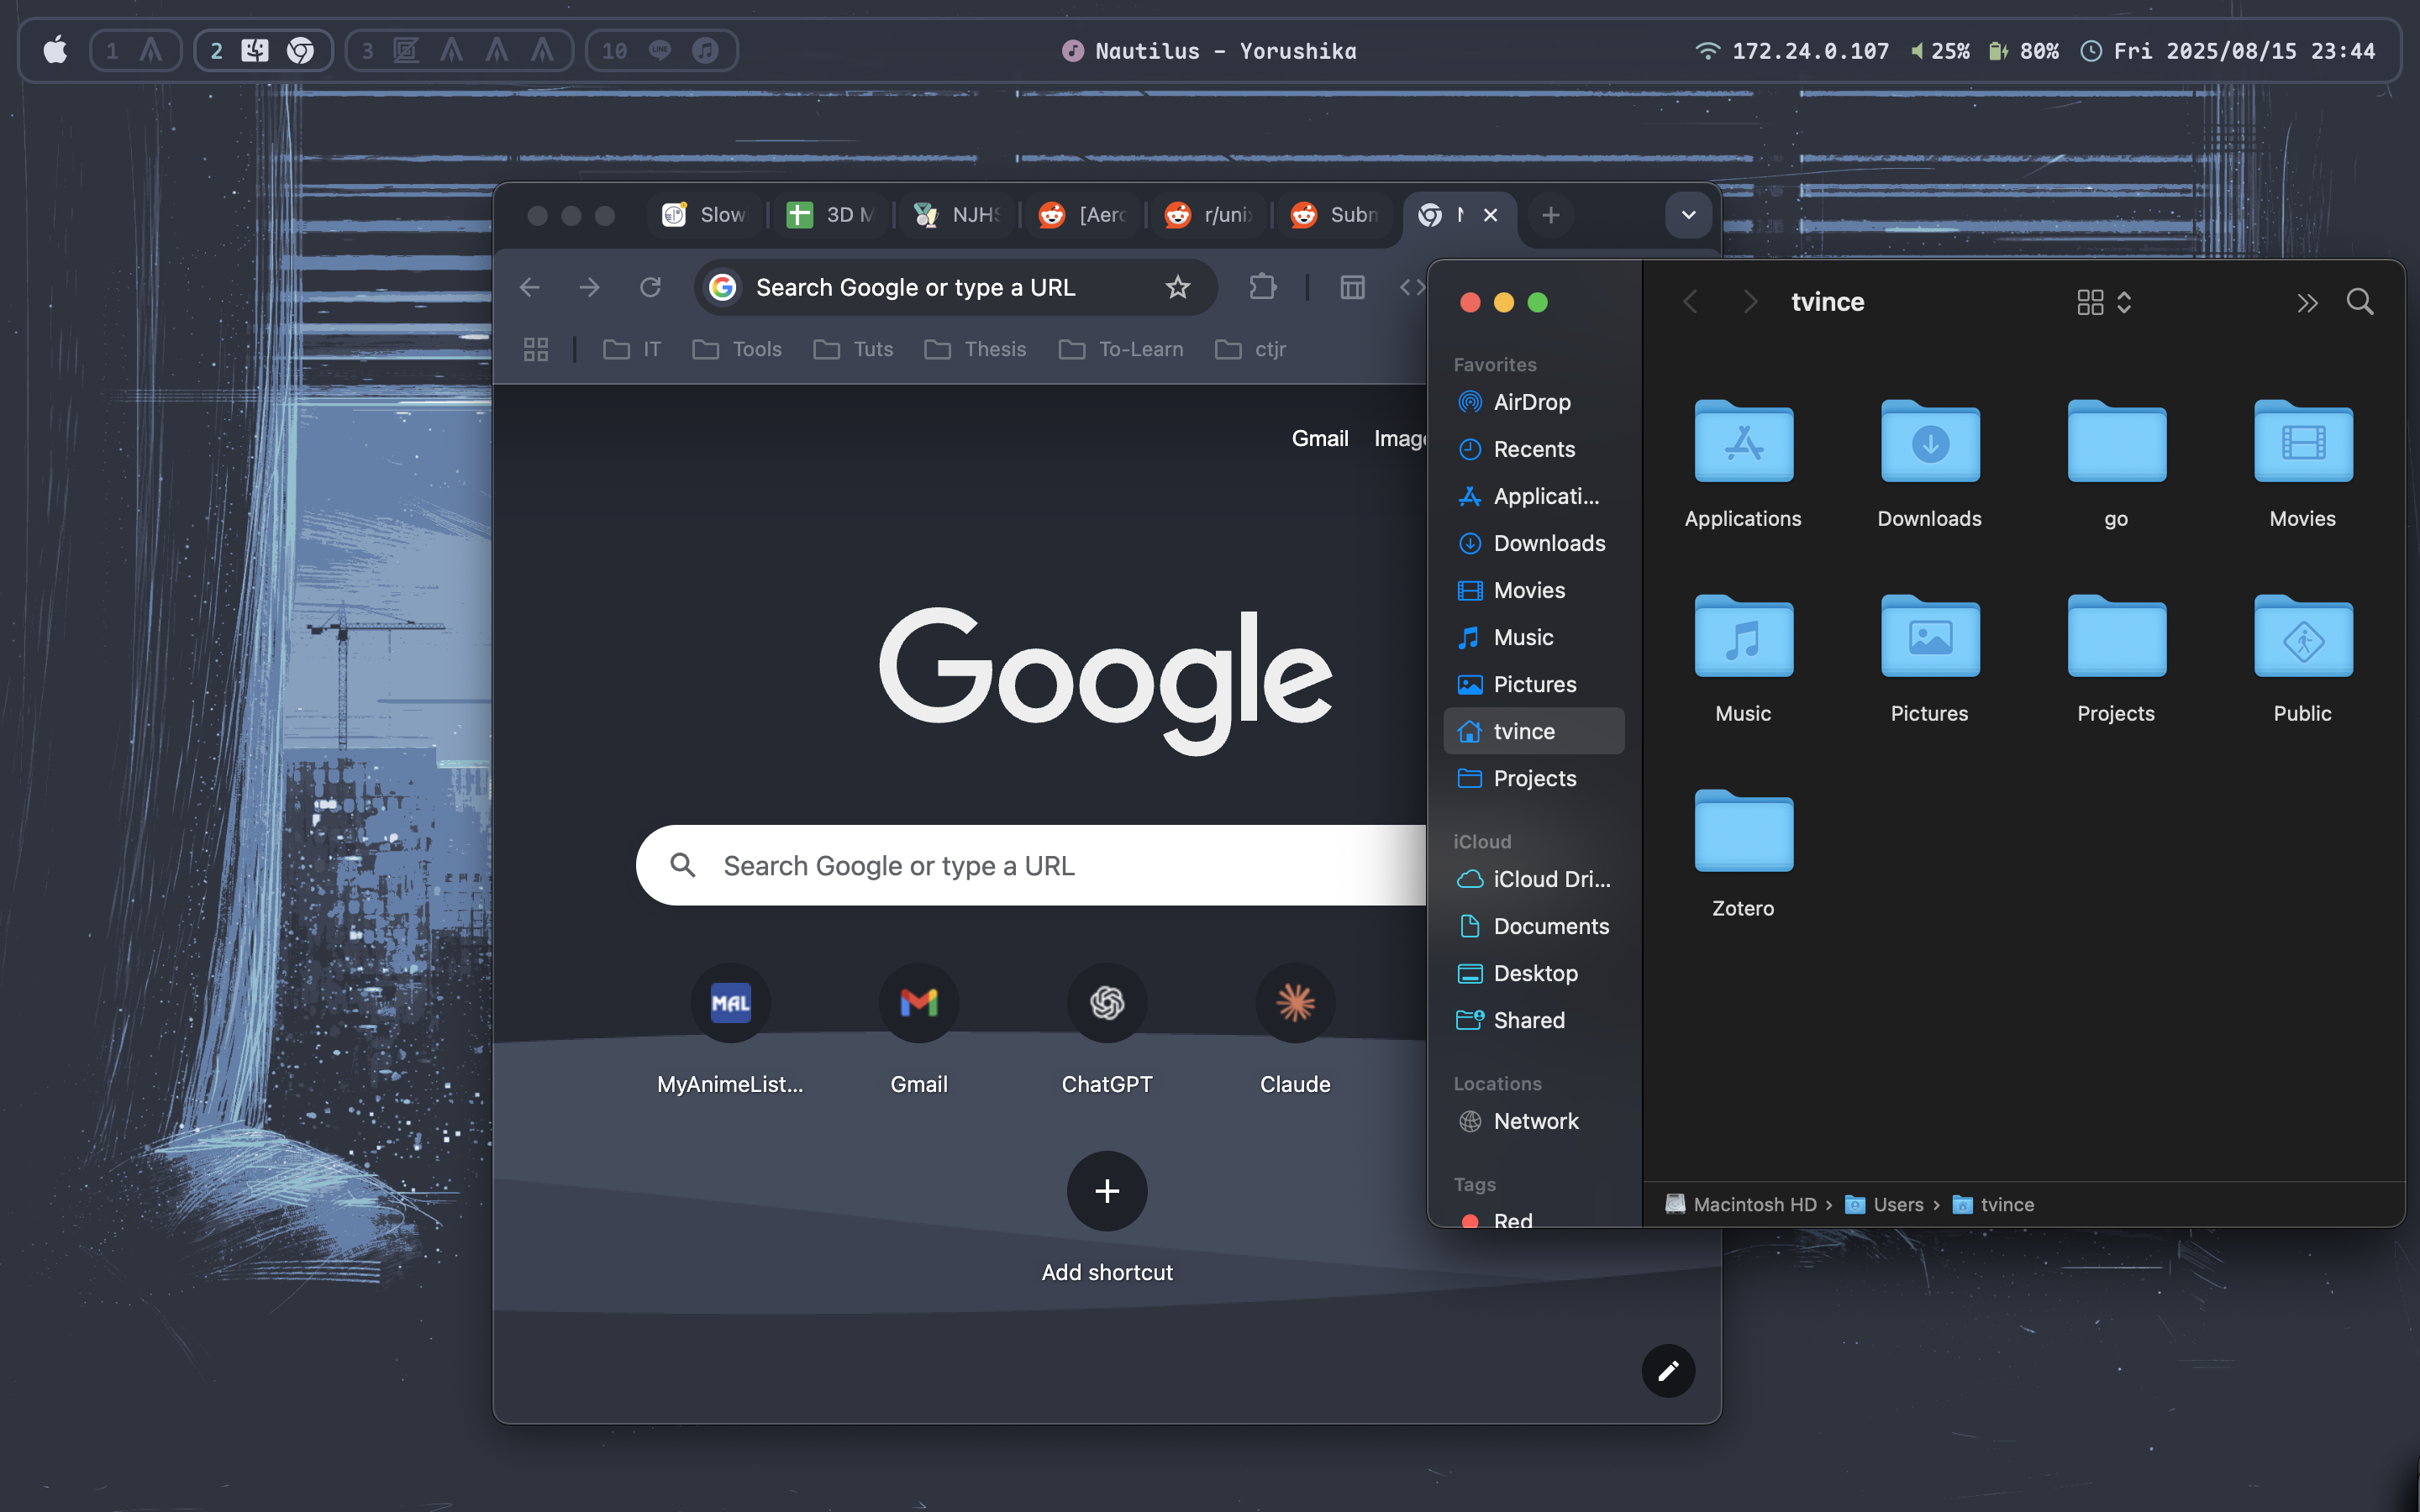 1
2
3
10
Nautilus – Yorushika
172.24.0.107
25%
80%
Fri 2025/08/15 23:44
Slow
3D M
NJHS
[Aero
r/unix
Subm
N
Search Google or type a URL
IT
Tools
Tuts
Thesis
To-Learn
ctjr
Gmail
Image
Google
Search Google or type a URL
MAL
MyAnimeList...
Gmail
ChatGPT
Claude
Add shortcut
tvince
Favorites
AirDrop
Recents
Applicati...
Downloads
Movies
Music
Pictures
tvince
Projects
iCloud
iCloud Dri...
Documents
Desktop
Shared
Locations
Network
Tags
Red
Applications
Downloads
go
Movies
Music
Pictures
Projects
Public
Zotero
Macintosh HD › Users › tvince